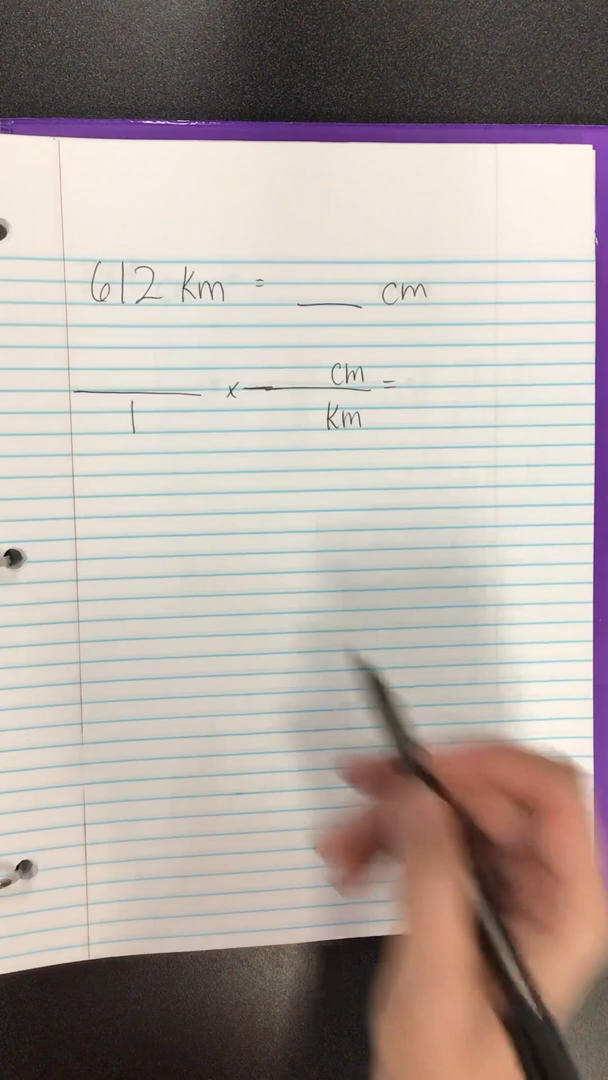 612 km = ___ cm
___ x ___ cm =
1 km